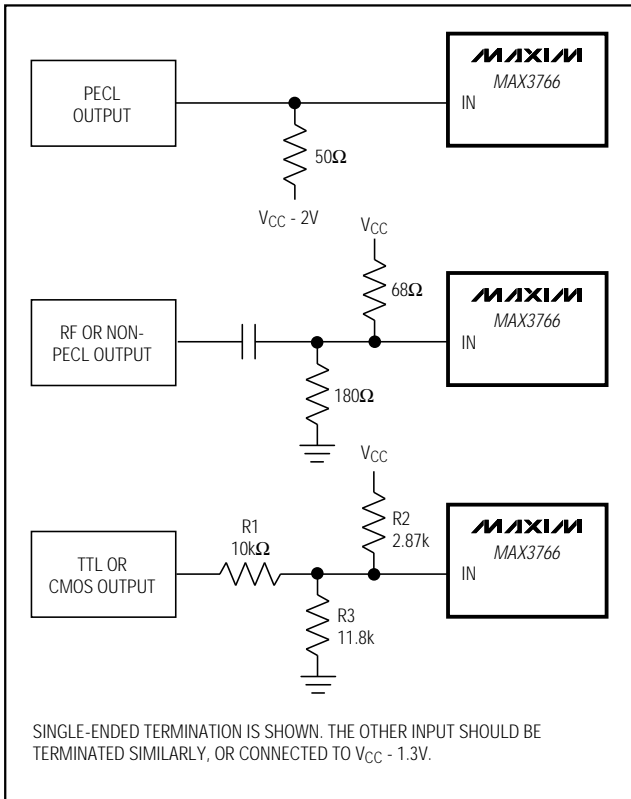 PECL
OUTPUT
MAXIM
MAX3766
IN
50Ω
VCC - 2V
VCC
68Ω
RF OR NON-
PECL OUTPUT
MAXIM
MAX3766
IN
180Ω
VCC
R2
2.87k
R1
10kΩ
TTL OR
CMOS OUTPUT
MAXIM
MAX3766
IN
R3
11.8k
SINGLE-ENDED TERMINATION IS SHOWN. THE OTHER INPUT SHOULD BE
TERMINATED SIMILARLY, OR CONNECTED TO VCC - 1.3V.